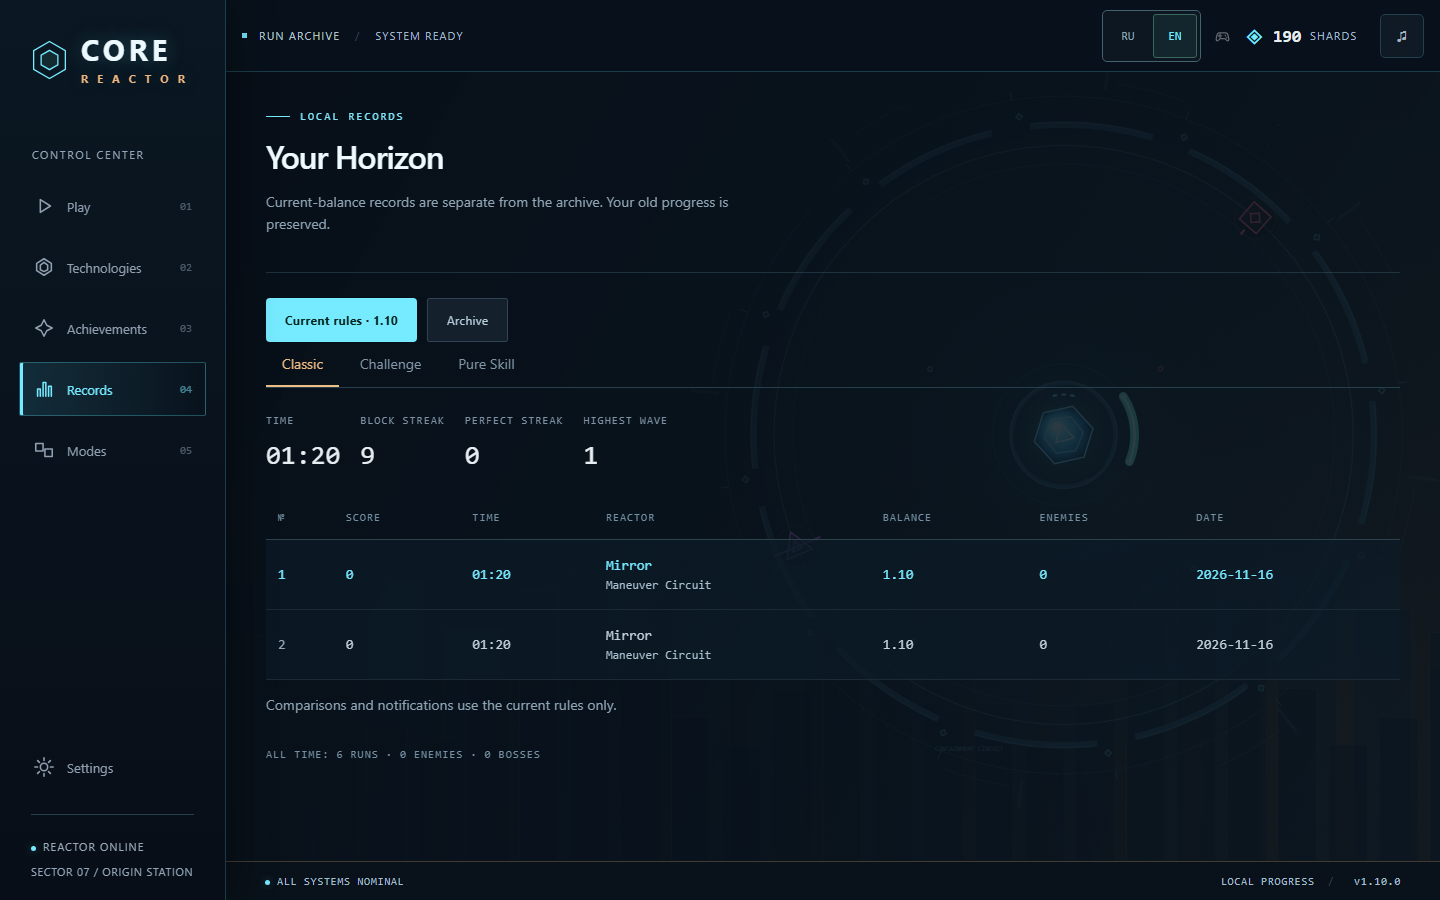 CORE
REACTOR
RUN ARCHIVE / SYSTEM READY
RU EN
190 SHARDS
CONTROL CENTER
Play 01
Technologies 02
Achievements 03
Records 04
Modes 05
Settings
REACTOR ONLINE
SECTOR 07 / ORIGIN STATION
LOCAL RECORDS
Your Horizon
Current-balance records are separate from the archive. Your old progress is
preserved.
Current rules · 1.10 Archive
Classic Challenge Pure Skill
TIME BLOCK STREAK PERFECT STREAK HIGHEST WAVE
01:20 9 0 1
№ SCORE TIME REACTOR BALANCE ENEMIES DATE
1 0 01:20 Mirror 1.10 0 2026-11-16
Maneuver Circuit
2 0 01:20 Mirror 1.10 0 2026-11-16
Maneuver Circuit
Comparisons and notifications use the current rules only.
ALL TIME: 6 RUNS · 0 ENEMIES · 0 BOSSES
ALL SYSTEMS NOMINAL
LOCAL PROGRESS / v1.10.0